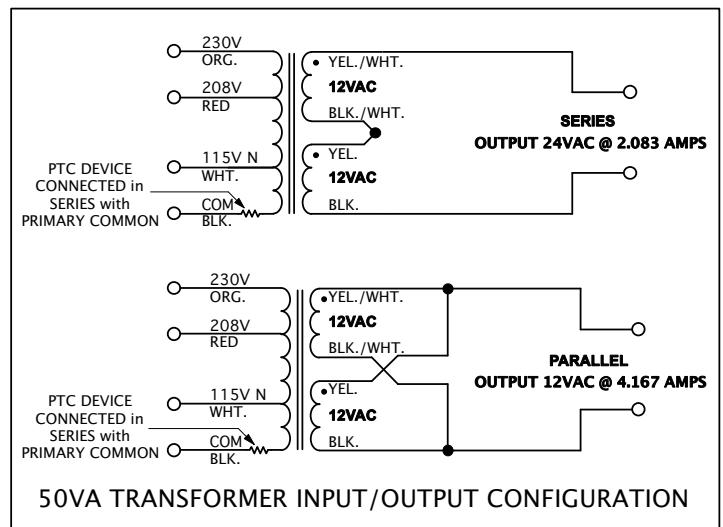 230V
ORG.
208V
RED
115V N
WHT.
COM
BLK.
PTC DEVICE
CONNECTED in
SERIES with
PRIMARY COMMON
YEL./WHT.
12VAC
BLK./WHT.
YEL.
12VAC
BLK.
SERIES
OUTPUT 24VAC @ 2.083 AMPS
230V
ORG.
208V
RED
115V N
WHT.
COM
BLK.
PTC DEVICE
CONNECTED in
SERIES with
PRIMARY COMMON
YEL./WHT.
12VAC
BLK./WHT.
YEL.
12VAC
BLK.
PARALLEL
OUTPUT 12VAC @ 4.167 AMPS
50VA TRANSFORMER INPUT/OUTPUT CONFIGURATION